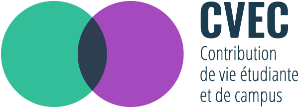 CVEC
Contribution
de vie étudiante
et de campus